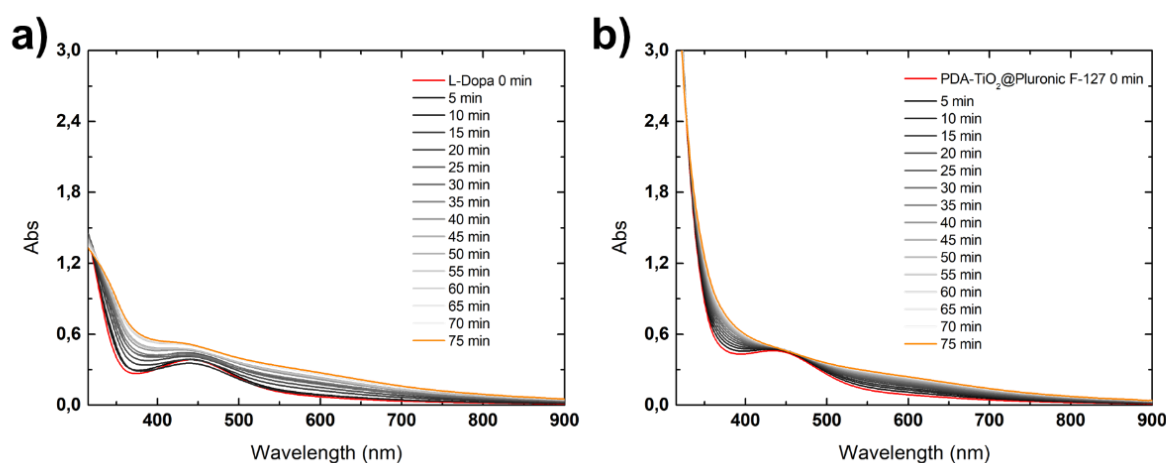 a)
3,0
2,4
1,8
1,2
0,6
0,0
Abs
400 500 600 700 800 900
Wavelength (nm)
L-Dopa 0 min
5 min
10 min
15 min
20 min
25 min
30 min
35 min
40 min
45 min
50 min
55 min
60 min
65 min
70 min
75 min
b)
3,0
2,4
1,8
1,2
0,6
0,0
Abs
400 500 600 700 800 900
Wavelength (nm)
PDA-TiO₂@Pluronic F-127 0 min
5 min
10 min
15 min
20 min
25 min
30 min
35 min
40 min
45 min
50 min
55 min
60 min
65 min
70 min
75 min